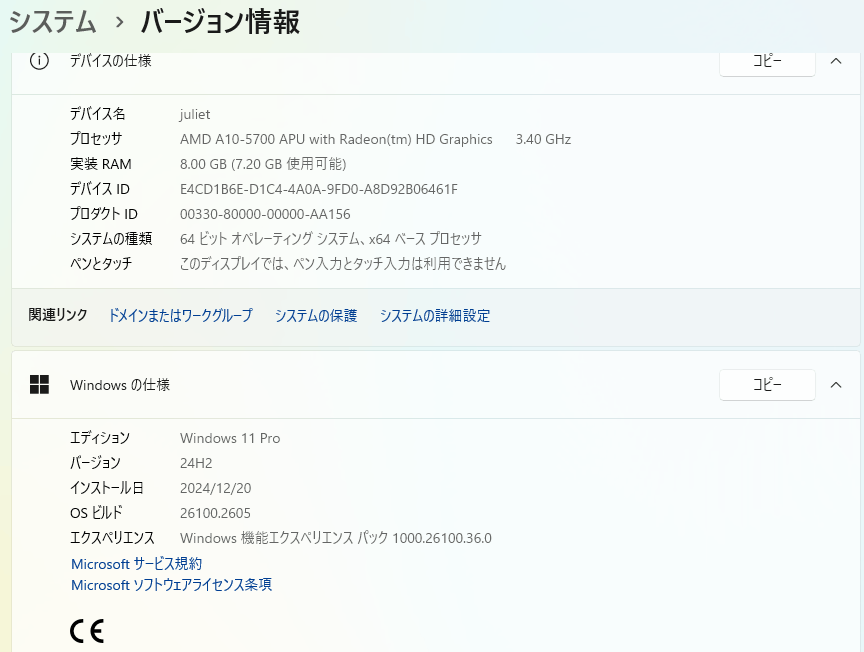 システム › バージョン情報
デバイスの仕様 コピー
デバイス名 juliet
プロセッサ AMD A10-5700 APU with Radeon(tm) HD Graphics 3.40 GHz
実装 RAM 8.00 GB (7.20 GB 使用可能)
デバイス ID E4CD1B6E-D1C4-4A0A-9FD0-A8D92B06461F
プロダクト ID 00330-80000-00000-AA156
システムの種類 64 ビット オペレーティング システム、x64 ベース プロセッサ
ペンとタッチ このディスプレイでは、ペン入力とタッチ入力は利用できません
関連リンク ドメインまたはワークグループ システムの保護 システムの詳細設定
Windows の仕様 コピー
エディション Windows 11 Pro
バージョン 24H2
インストール日 2024/12/20
OS ビルド 26100.2605
エクスペリエンス Windows 機能エクスペリエンス パック 1000.26100.36.0
Microsoft サービス規約
Microsoft ソフトウェアライセンス条項
CE